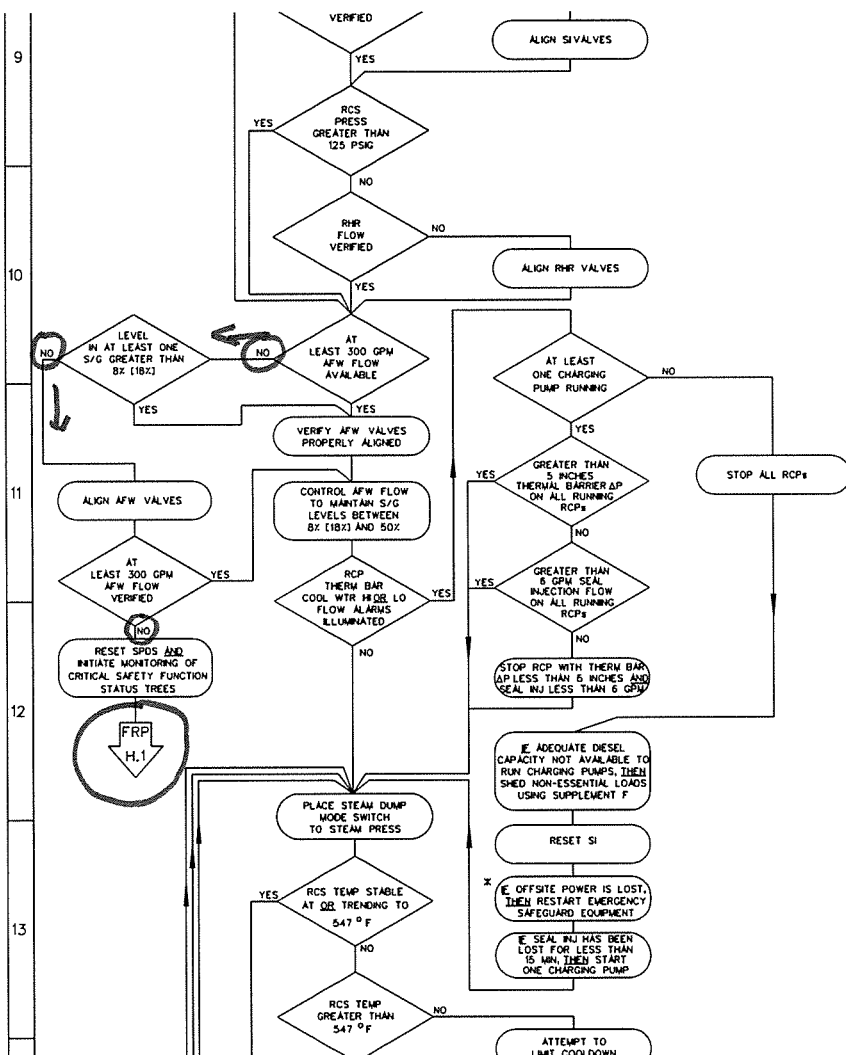 9
VERIFIED
YES
ALIGN SI VALVES
RCS
PRESS
GREATER THAN
125 PSIG
YES
NO
RHR
FLOW
VERIFIED
NO
YES
ALIGN RHR VALVES
10
LEVEL
IN AT LEAST ONE
S/G GREATER THAN
8% [18%]
NO
YES
NO
AT
LEAST 300 GPM
AFW FLOW
AVAILABLE
YES
AT LEAST
ONE CHARGING
PUMP RUNNING
NO
YES
VERIFY AFW VALVES
PROPERLY ALIGNED
11
ALIGN AFW VALVES
CONTROL AFW FLOW
TO MAINTAIN S/G
LEVELS BETWEEN
8% [18%] AND 50%
YES
GREATER THAN
5 INCHES
THERMAL BARRIER ΔP
ON ALL RUNNING
RCPs
NO
STOP ALL RCPs
AT
LEAST 300 GPM
AFW FLOW
VERIFIED
YES
NO
RCP
THERM BAR
COOL WTR HI OR LO
FLOW ALARMS
ILLUMINATED
YES
NO
YES
GREATER THAN
6 GPM SEAL
INJECTION FLOW
ON ALL RUNNING
RCPs
NO
RESET SPDS AND
INITIATE MONITORING OF
CRITICAL SAFETY FUNCTION
STATUS TREES
STOP RCP WITH THERM BAR
ΔP LESS THAN 5 INCHES AND
SEAL INJ LESS THAN 6 GPM
12
FRP
H.1
IF ADEQUATE DIESEL
CAPACITY NOT AVAILABLE TO
RUN CHARGING PUMPS, THEN
SHED NON-ESSENTIAL LOADS
USING SUPPLEMENT F
PLACE STEAM DUMP
MODE SWITCH
TO STEAM PRESS
RESET SI
13
YES
RCS TEMP STABLE
AT OR TRENDING TO
547 °F
NO
*
IF OFFSITE POWER IS LOST,
THEN RESTART EMERGENCY
SAFEGUARD EQUIPMENT
IF SEAL INJ HAS BEEN
LOST FOR LESS THAN
15 MIN, THEN START
ONE CHARGING PUMP
RCS TEMP
GREATER THAN
547 °F
NO
ATTEMPT TO
LIMIT COOLDOWN